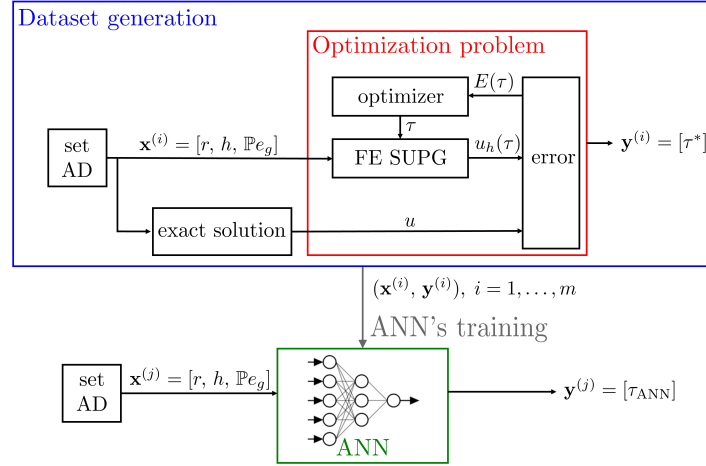 Dataset generation
Optimization problem
optimizer
E(τ)
τ
set
AD
𝐱⁽ⁱ⁾ = [r, h, ℙe_g]
FE SUPG
u_h(τ)
error
𝐲⁽ⁱ⁾ = [τ*]
exact solution
u
(𝐱⁽ⁱ⁾, 𝐲⁽ⁱ⁾), i = 1, . . . , m
ANN's training
set
AD
𝐱⁽ʲ⁾ = [r, h, ℙe_g]
ANN
𝐲⁽ʲ⁾ = [τ_ANN]